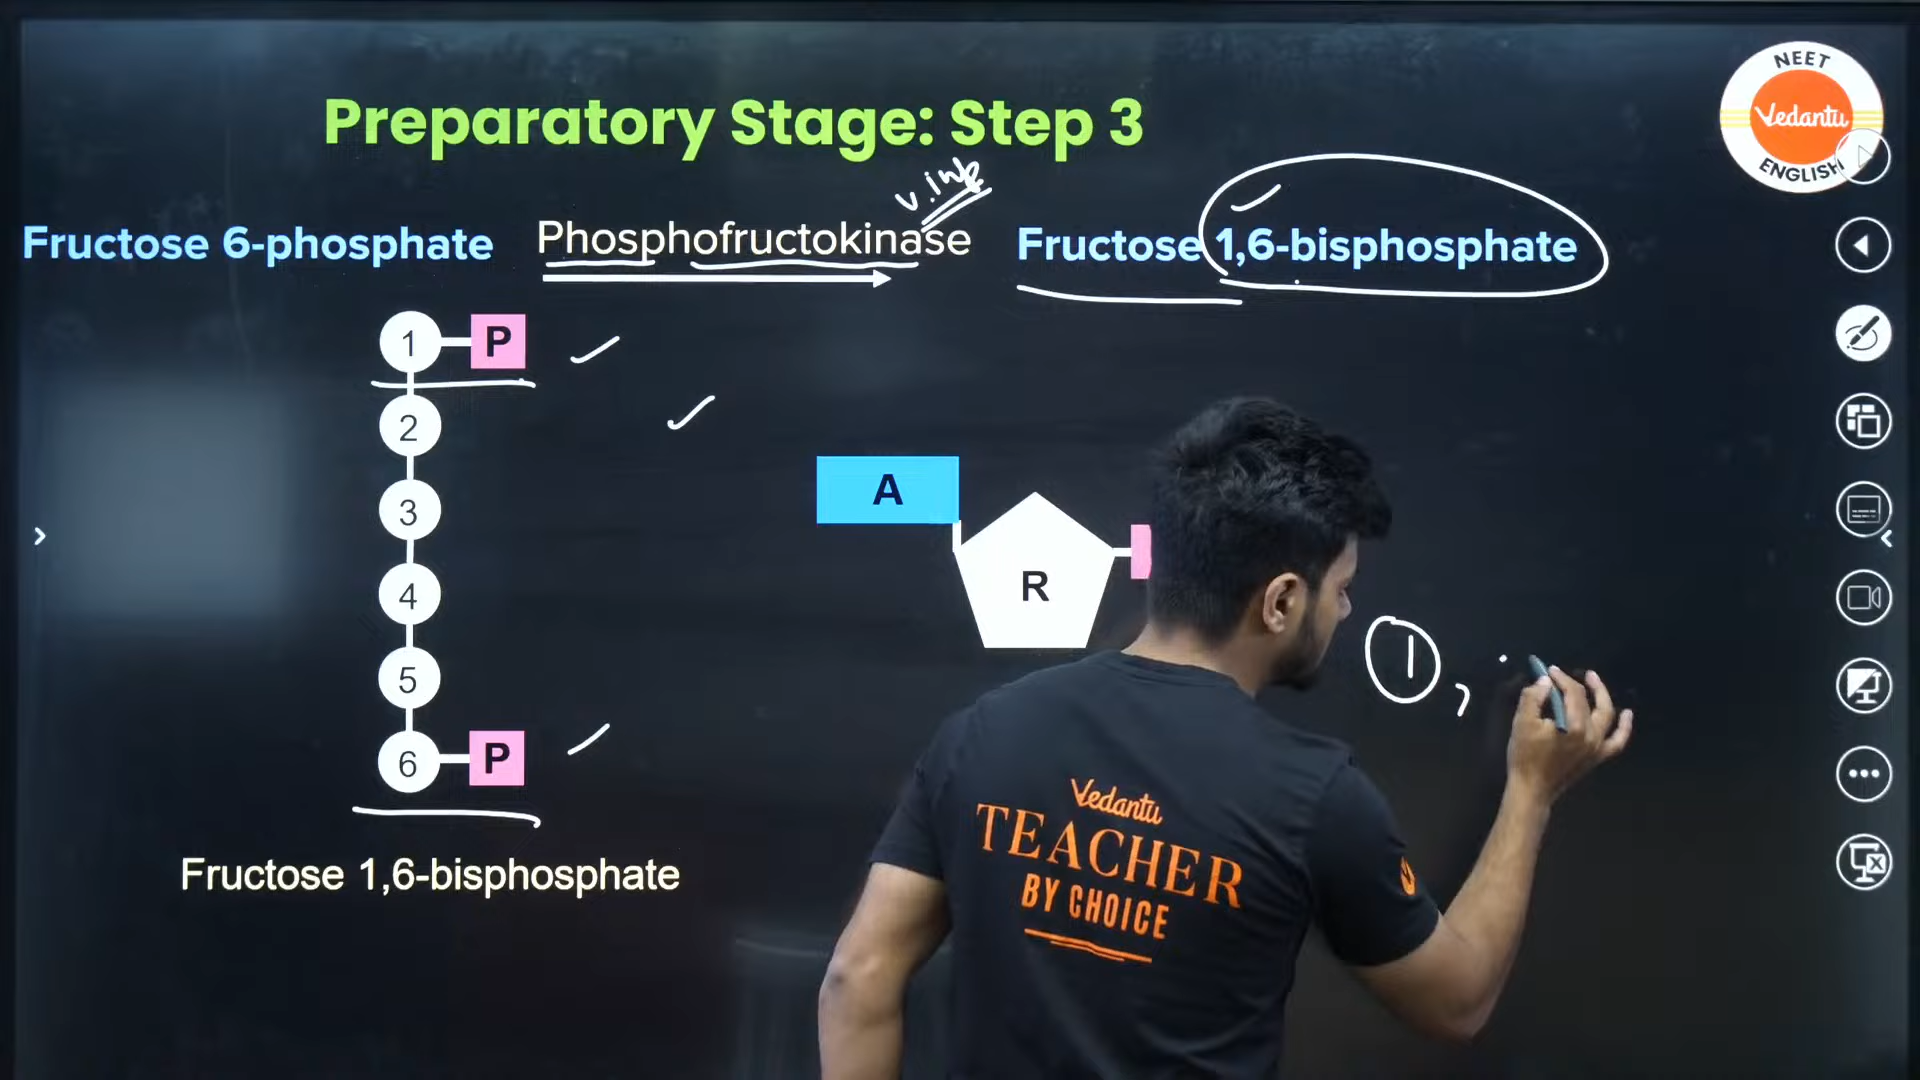 NEET
Vedantu
ENGLISH
Preparatory Stage: Step 3
v.imp
Fructose 6-phosphate Phosphofructokinase Fructose 1,6-bisphosphate
1 P
2
3
4
5
6 P
A
R
1,
Fructose 1,6-bisphosphate
Vedantu
TEACHER
BY CHOICE